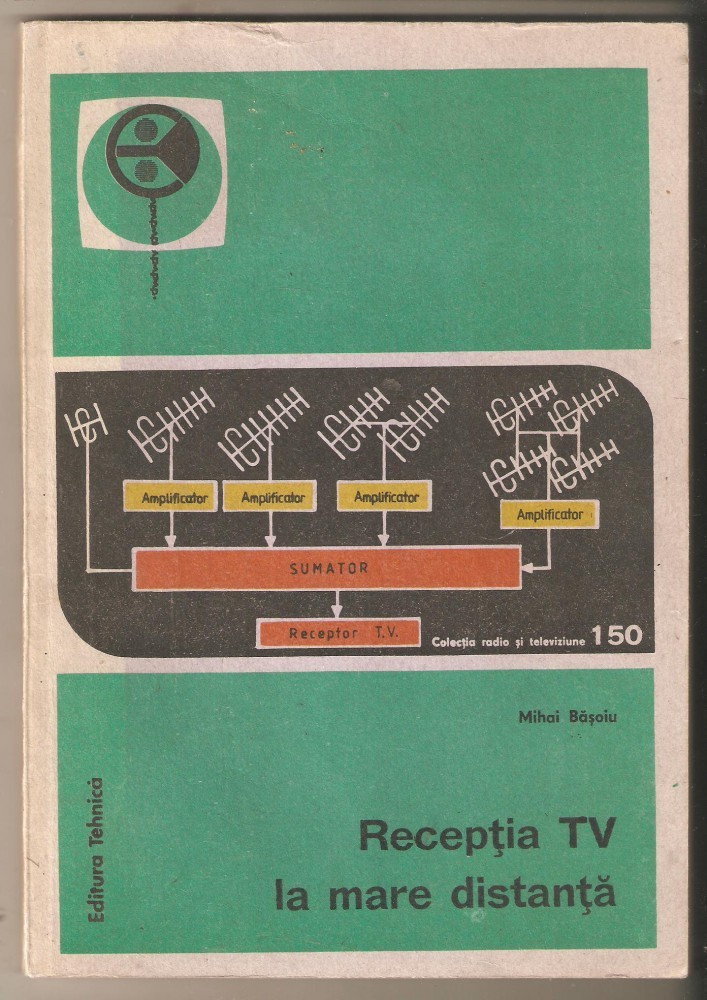 Amplificator
Amplificator
Amplificator
Amplificator
SUMATOR
Receptor T.V.
Colecția radio și televiziune 150
Mihai Bășoiu
Editura Tehnică
Recepția TV
la mare distanță